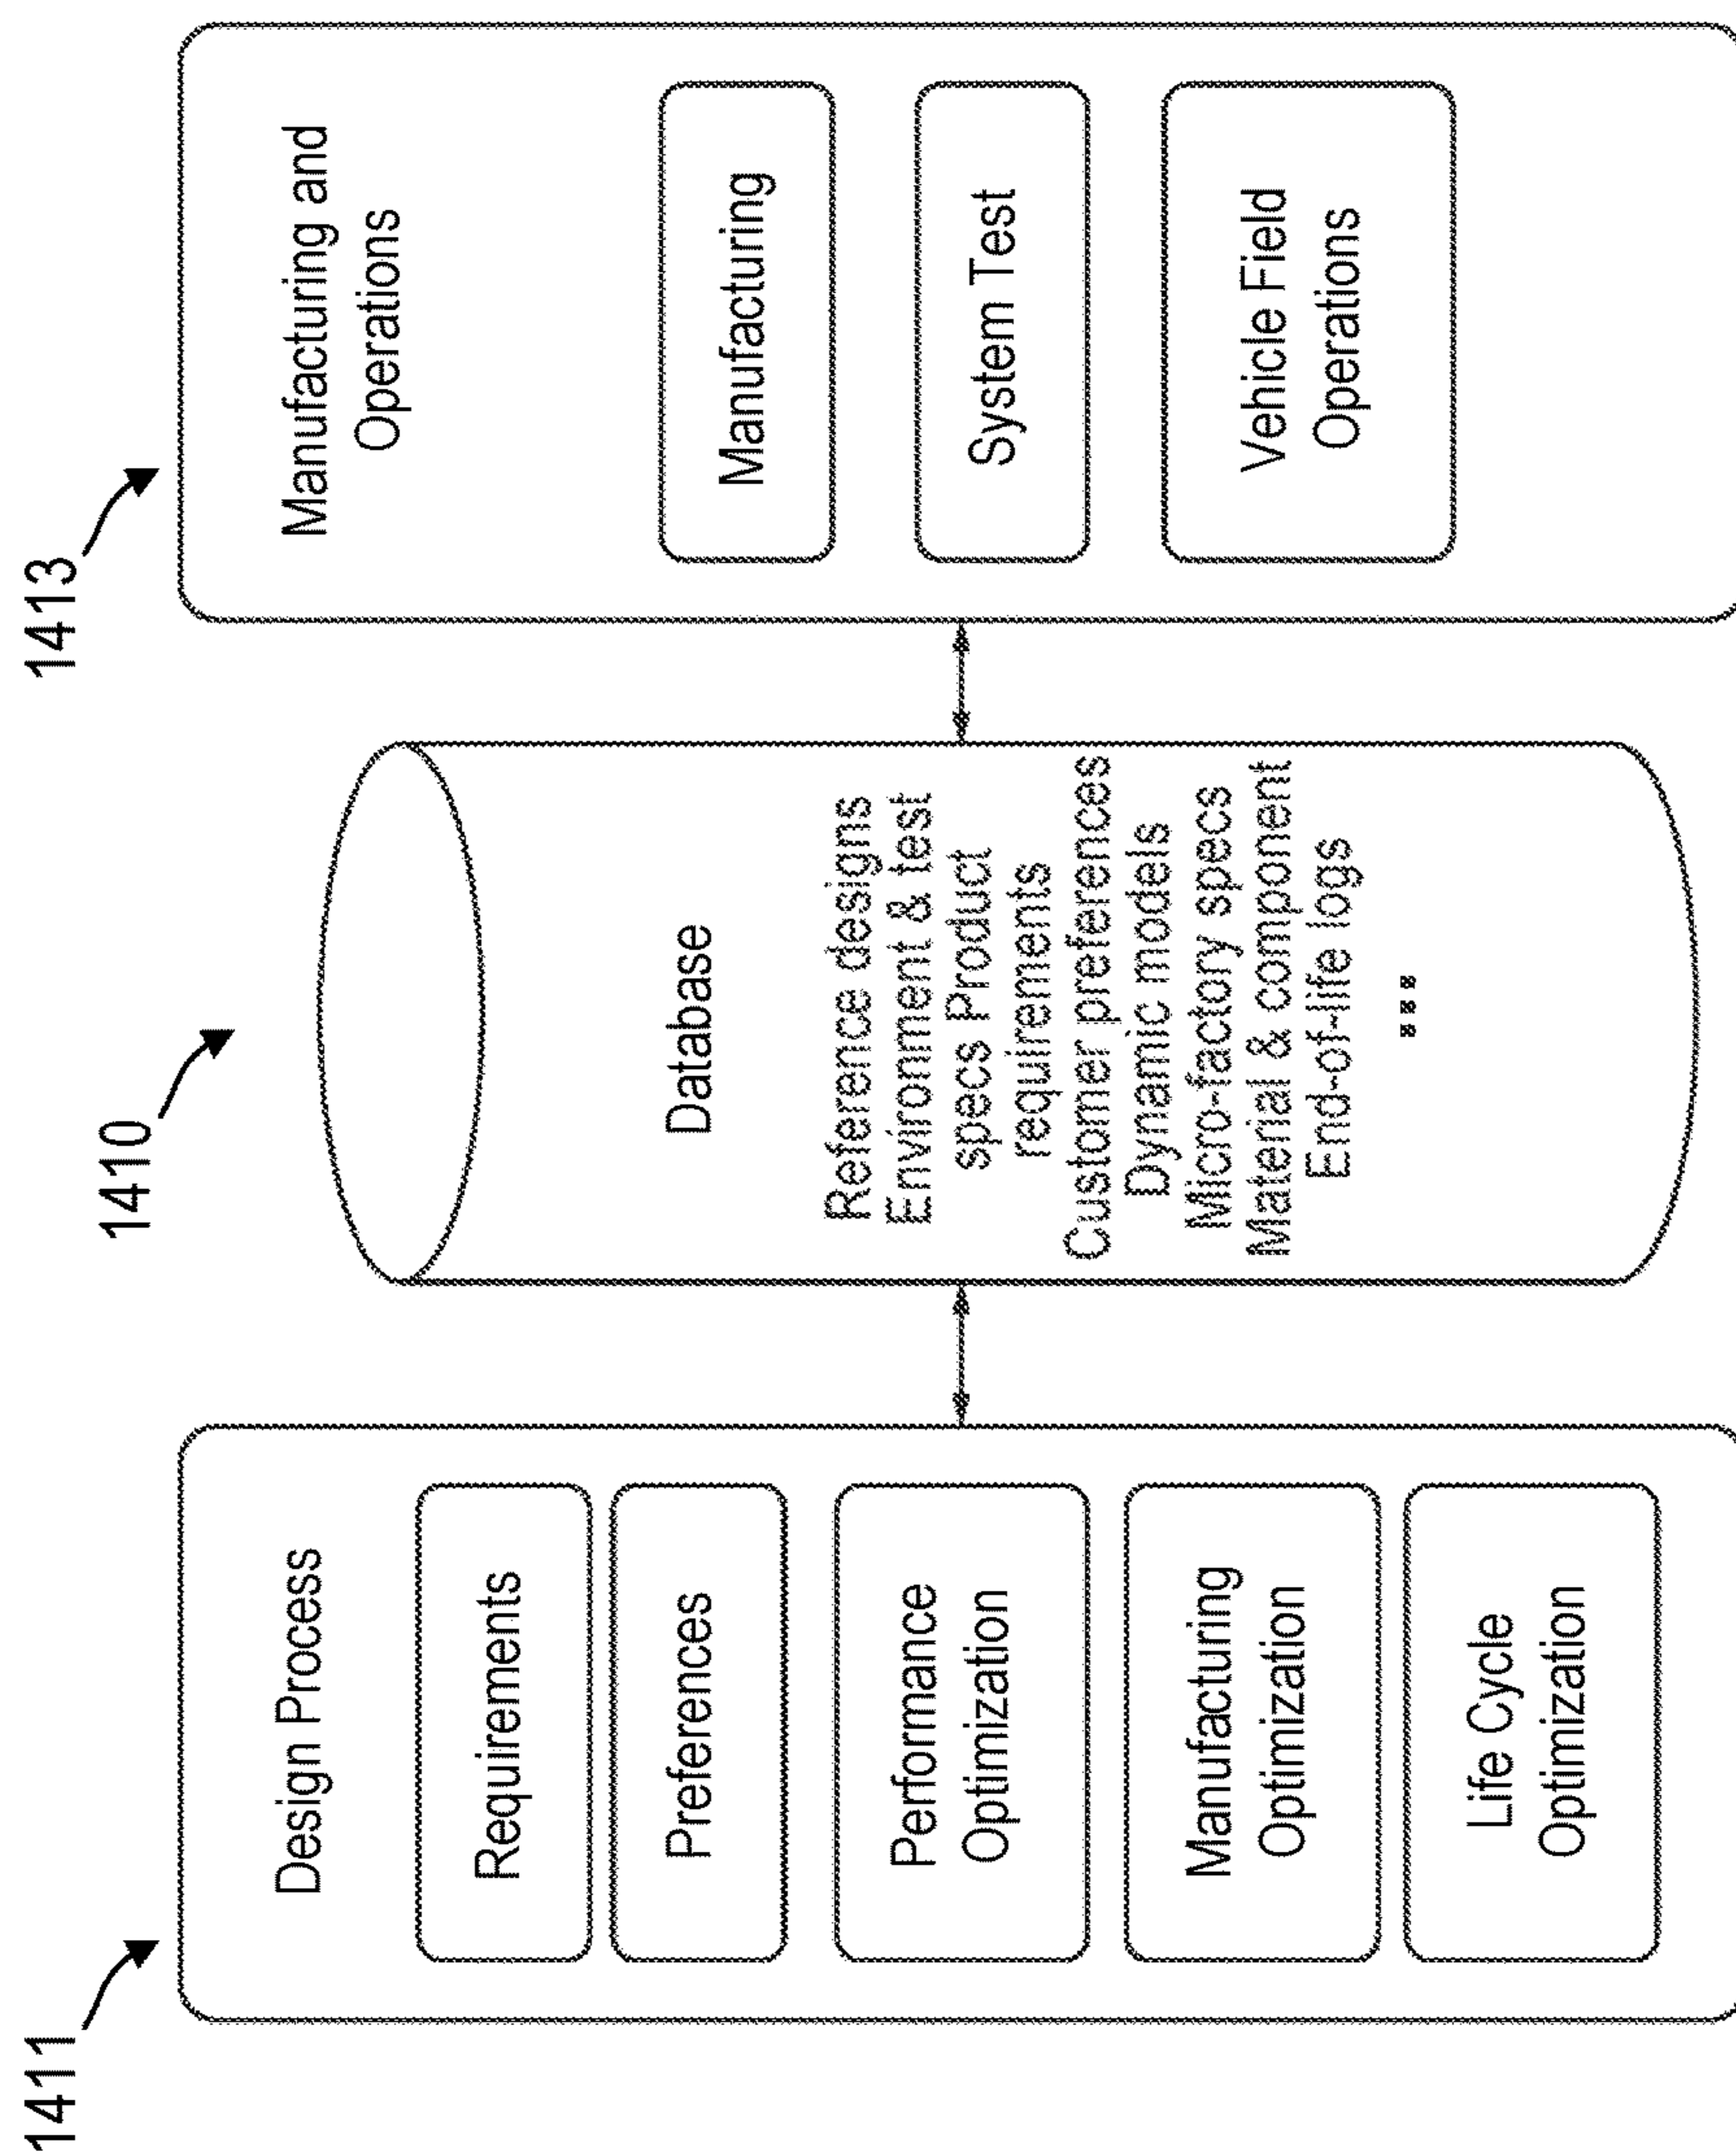 1411
Design Process
Requirements
Preferences
Performance
Optimization
Manufacturing
Optimization
Life Cycle
Optimization
1410
Database
Reference designs
Environment & test
specs Product
requirements
Customer preferences
Dynamic models
Micro-factory specs
Material & component
End-of-life logs
...
1413
Manufacturing and
Operations
Manufacturing
System Test
Vehicle Field
Operations